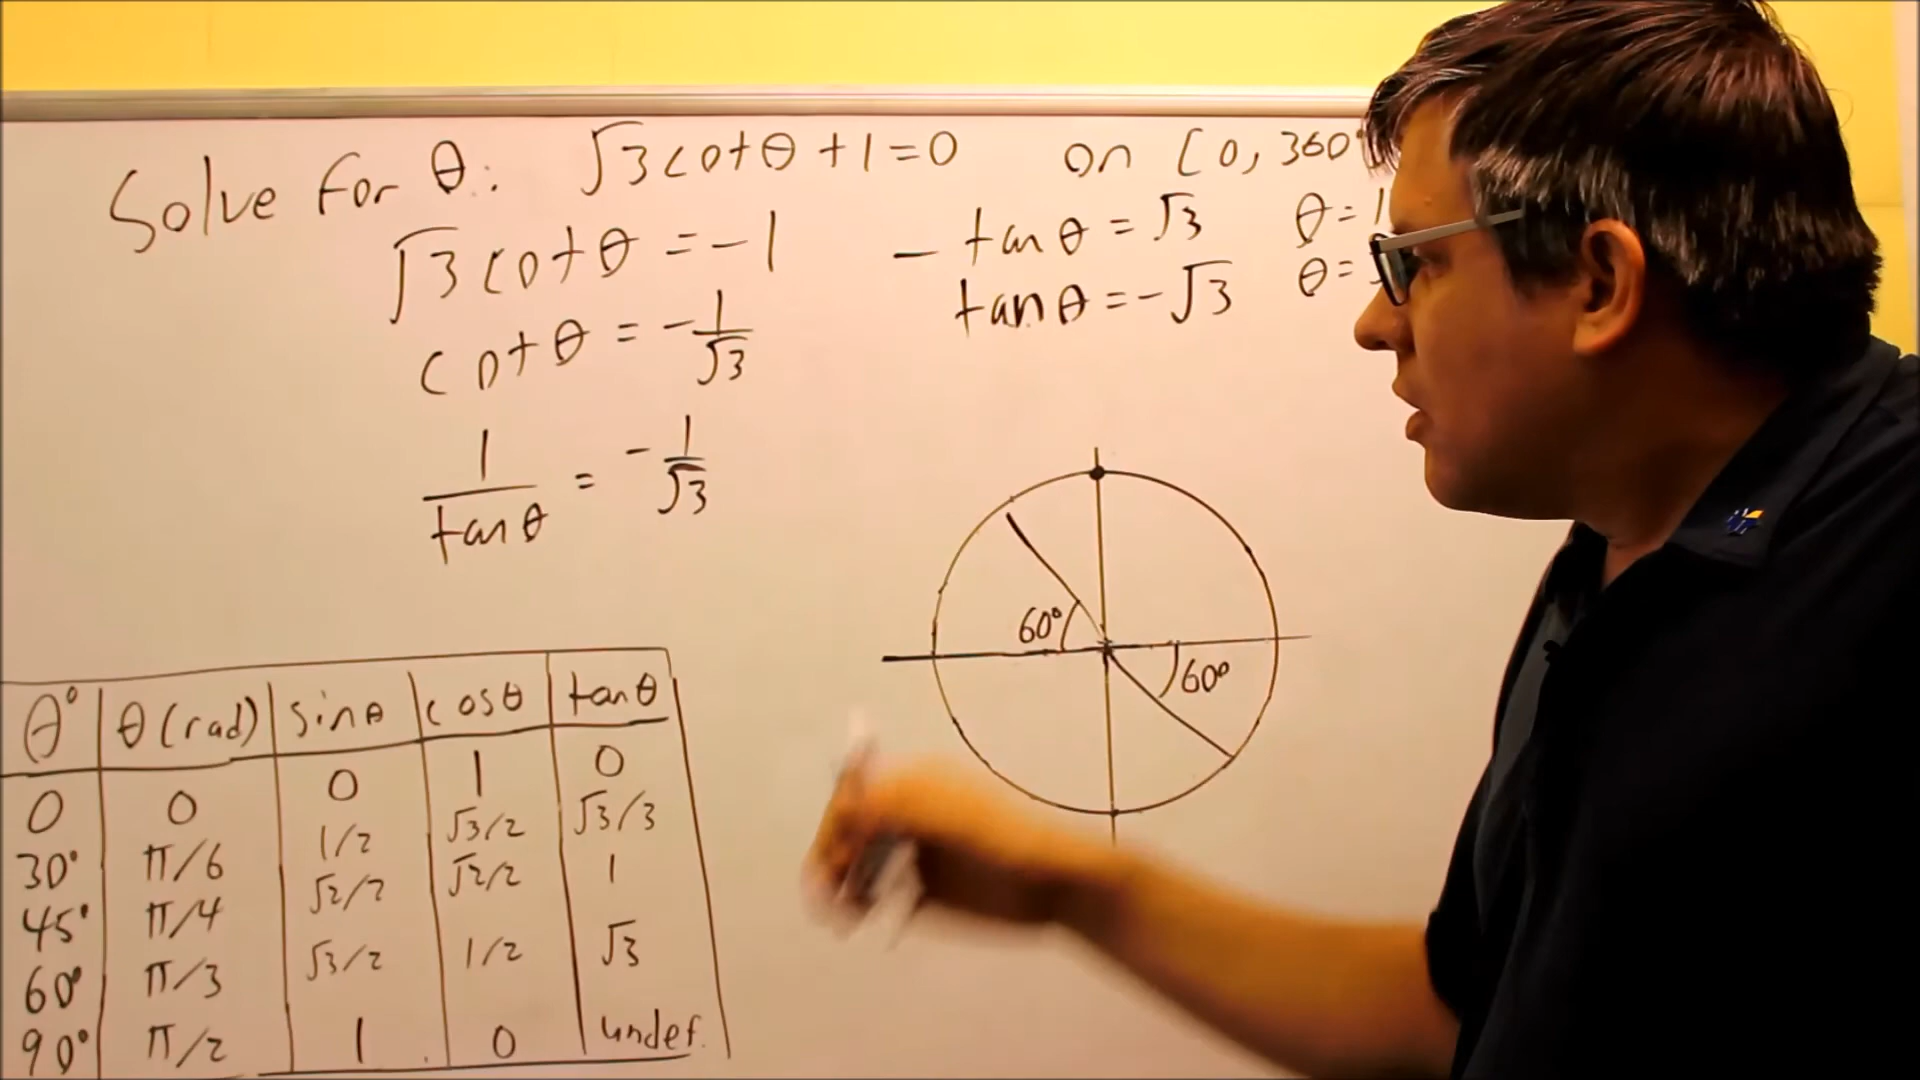 Solve for θ: √3 cot θ + 1 = 0 on [0, 360°
√3 cot θ = -1
cot θ = -1/√3
1/tan θ = -1/√3
- tan θ = √3
tan θ = -√3
θ = 1
θ =
60°
60°
θ° θ (rad) sin θ cos θ tan θ
0 0 0 1 0
30° π/6 1/2 √3/2 √3/3
45° π/4 √2/2 √2/2 1
60° π/3 √3/2 1/2 √3
90° π/2 1 0 undef.